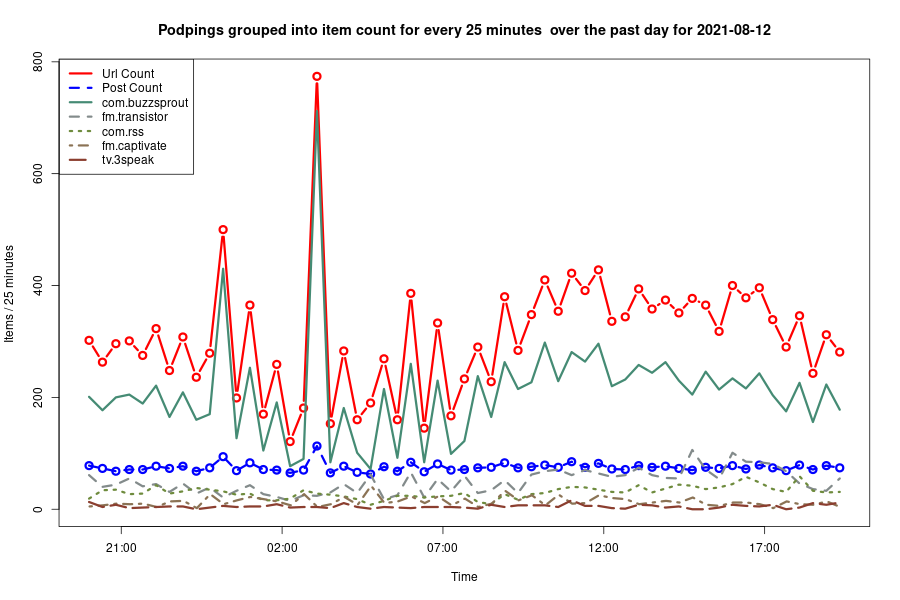 Podpings grouped into item count for every 25 minutes  over the past day for 2021-08-12
Url Count
Post Count
com.buzzsprout
fm.transistor
com.rss
fm.captivate
tv.3speak
Items / 25 minutes
800
600
400
200
0
21:00 02:00 07:00 12:00 17:00
Time